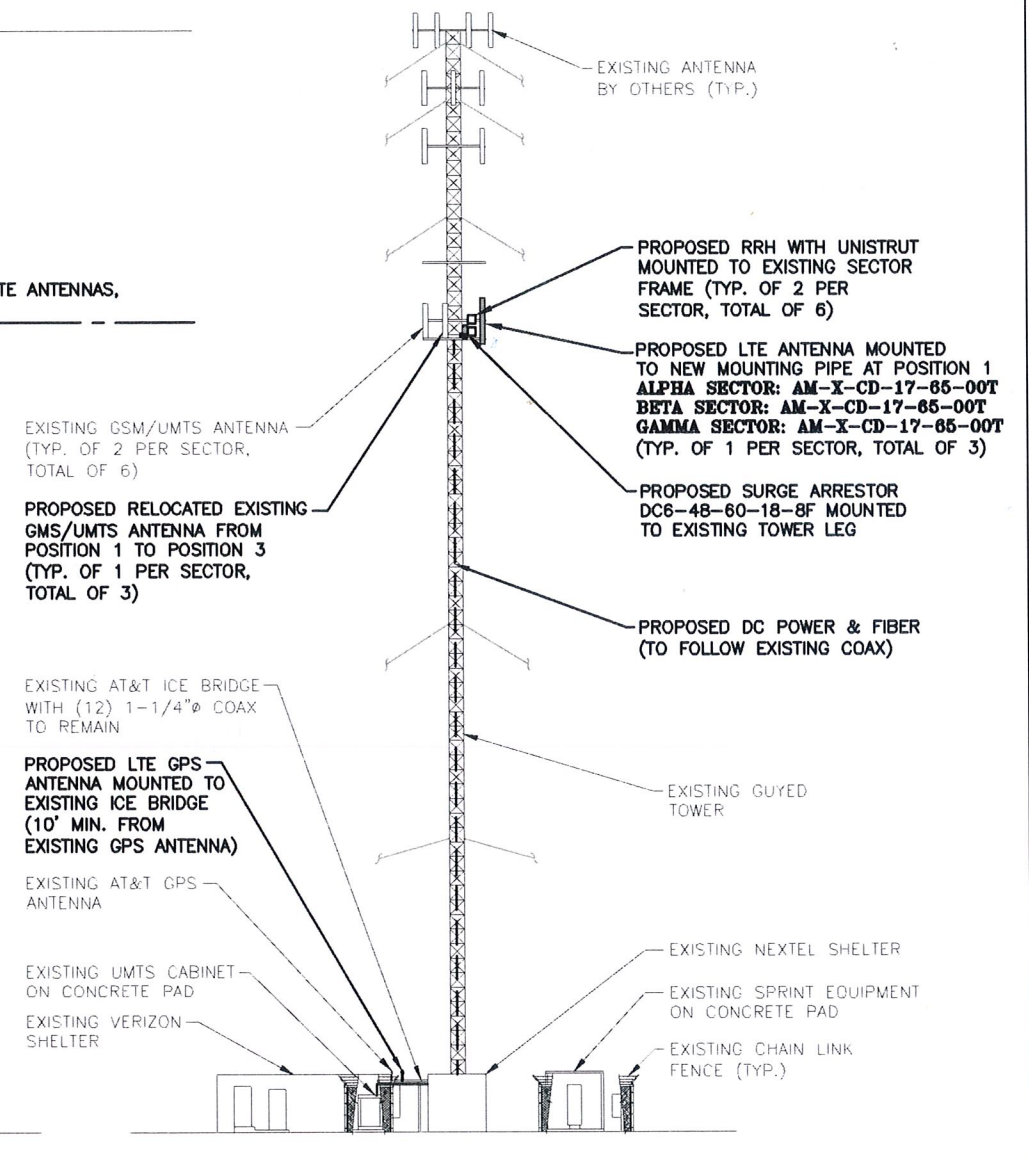 EXISTING ANTENNA
BY OTHERS (TYP.)
PROPOSED RRH WITH UNISTRUT
MOUNTED TO EXISTING SECTOR
FRAME (TYP. OF 2 PER
SECTOR, TOTAL OF 6)
TE ANTENNAS,
PROPOSED LTE ANTENNA MOUNTED
TO NEW MOUNTING PIPE AT POSITION 1
ALPHA SECTOR: AM-X-CD-17-65-00T
BETA SECTOR: AM-X-CD-17-65-00T
GAMMA SECTOR: AM-X-CD-17-65-00T
(TYP. OF 1 PER SECTOR, TOTAL OF 3)
EXISTING GSM/UMTS ANTENNA
(TYP. OF 2 PER SECTOR,
TOTAL OF 6)
PROPOSED SURGE ARRESTOR
DC6-48-60-18-8F MOUNTED
TO EXISTING TOWER LEG
PROPOSED RELOCATED EXISTING
GMS/UMTS ANTENNA FROM
POSITION 1 TO POSITION 3
(TYP. OF 1 PER SECTOR,
TOTAL OF 3)
PROPOSED DC POWER & FIBER
(TO FOLLOW EXISTING COAX)
EXISTING AT&T ICE BRIDGE
WITH (12) 1-1/4"ø COAX
TO REMAIN
PROPOSED LTE GPS
ANTENNA MOUNTED TO
EXISTING ICE BRIDGE
(10' MIN. FROM
EXISTING GPS ANTENNA)
EXISTING GUYED
TOWER
EXISTING AT&T GPS
ANTENNA
EXISTING UMTS CABINET
ON CONCRETE PAD
EXISTING VERIZON
SHELTER
EXISTING NEXTEL SHELTER
EXISTING SPRINT EQUIPMENT
ON CONCRETE PAD
EXISTING CHAIN LINK
FENCE (TYP.)